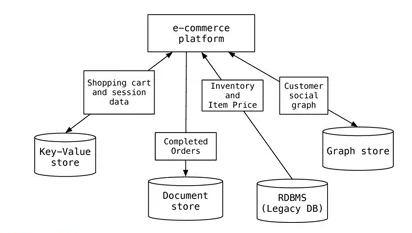 e-commerce
platform
Shopping cart
and session
data
Inventory
and
Item Price
Customer
social
graph
Completed
Orders
Key-Value
store
Document
store
RDBMS
(Legacy DB)
Graph store